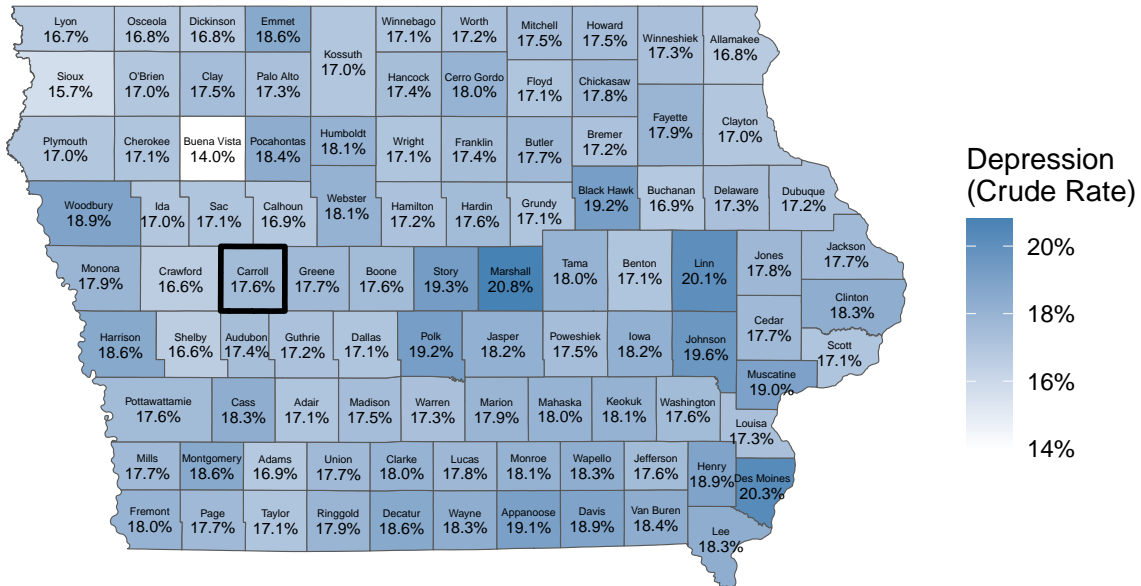 Lyon
16.7%
Osceola
16.8%
Dickinson
16.8%
Emmet
18.6%
Kossuth
17.0%
Winnebago
17.1%
Worth
17.2%
Mitchell
17.5%
Howard
17.5%
Winneshiek
17.3%
Allamakee
16.8%
Sioux
15.7%
O'Brien
17.0%
Clay
17.5%
Palo Alto
17.3%
Hancock
17.4%
Cerro Gordo
18.0%
Floyd
17.1%
Chickasaw
17.8%
Fayette
17.9%
Clayton
17.0%
Plymouth
17.0%
Cherokee
17.1%
Buena Vista
14.0%
Pocahontas
18.4%
Humboldt
18.1%
Wright
17.1%
Franklin
17.4%
Butler
17.7%
Bremer
17.2%
Woodbury
18.9%
Ida
17.0%
Sac
17.1%
Calhoun
16.9%
Webster
18.1%
Hamilton
17.2%
Hardin
17.6%
Grundy
17.1%
Black Hawk
19.2%
Buchanan
16.9%
Delaware
17.3%
Dubuque
17.2%
Monona
17.9%
Crawford
16.6%
Carroll
17.6%
Greene
17.7%
Boone
17.6%
Story
19.3%
Marshall
20.8%
Tama
18.0%
Benton
17.1%
Linn
20.1%
Jones
17.8%
Jackson
17.7%
Clinton
18.3%
Harrison
18.6%
Shelby
16.6%
Audubon
17.4%
Guthrie
17.2%
Dallas
17.1%
Polk
19.2%
Jasper
18.2%
Poweshiek
17.5%
Iowa
18.2%
Johnson
19.6%
Cedar
17.7%
Scott
17.1%
Muscatine
19.0%
Pottawattamie
17.6%
Cass
18.3%
Adair
17.1%
Madison
17.5%
Warren
17.3%
Marion
17.9%
Mahaska
18.0%
Keokuk
18.1%
Washington
17.6%
Louisa
17.3%
Mills
17.7%
Montgomery
18.6%
Adams
16.9%
Union
17.7%
Clarke
18.0%
Lucas
17.8%
Monroe
18.1%
Wapello
18.3%
Jefferson
17.6%
Henry
18.9%
Des Moines
20.3%
Fremont
18.0%
Page
17.7%
Taylor
17.1%
Ringgold
17.9%
Decatur
18.6%
Wayne
18.3%
Appanoose
19.1%
Davis
18.9%
Van Buren
18.4%
Lee
18.3%
Depression
(Crude Rate)
20%
18%
16%
14%